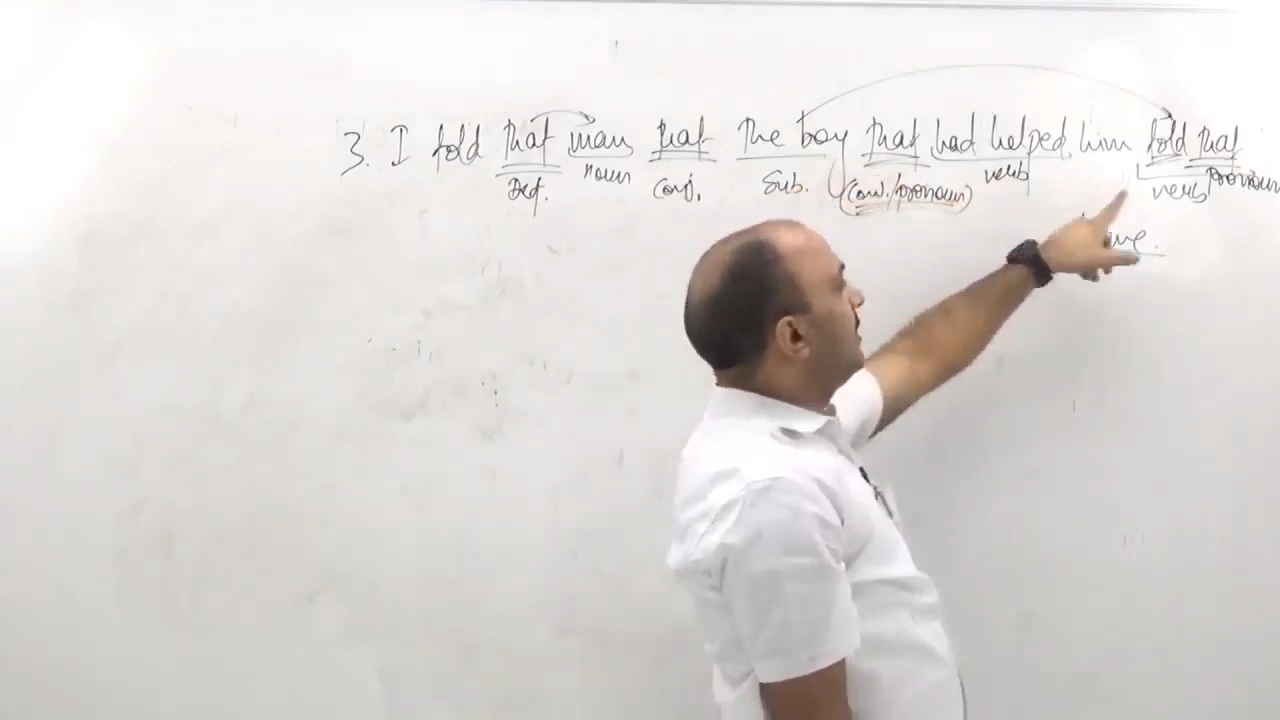 3. I told that man that the boy that had helped him told that
Det. noun conj. Sub. (conj./pronoun) verb verb pronoun